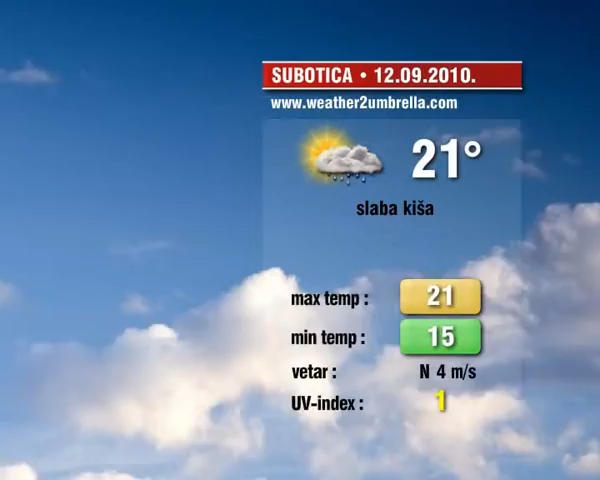 SUBOTICA • 12.09.2010.
www.weather2umbrella.com
21°
slaba kiša
max temp : 21
min temp : 15
vetar : N 4 m/s
UV-index : 1